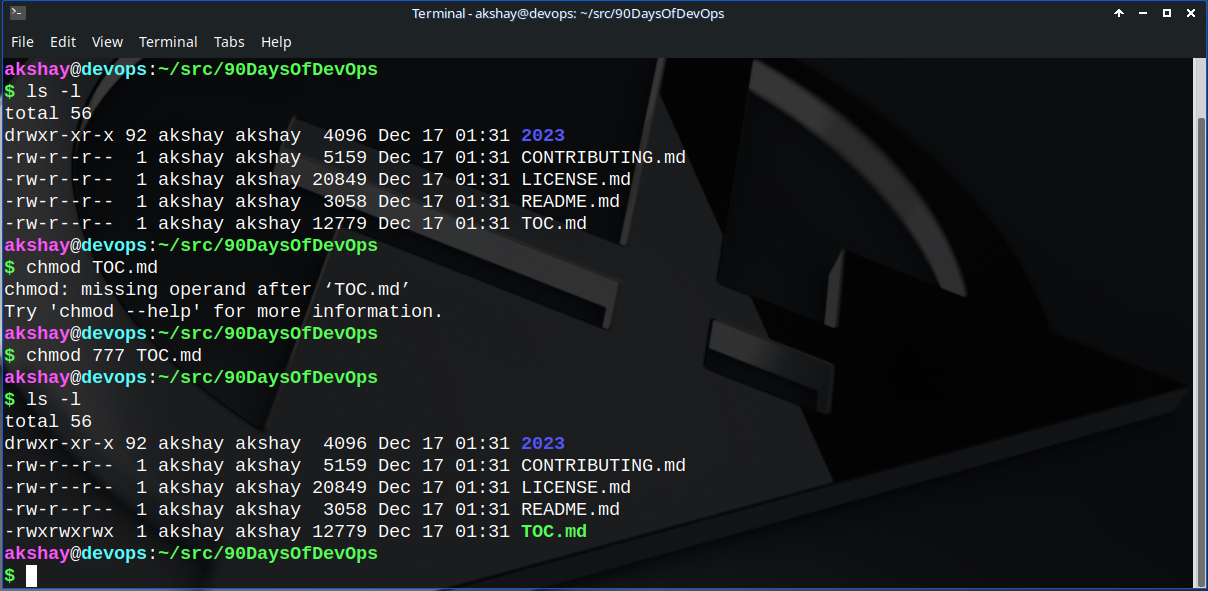 Terminal - akshay@devops: ~/src/90DaysOfDevOps
File Edit View Terminal Tabs Help
akshay@devops:~/src/90DaysOfDevOps
$ ls -l
total 56
drwxr-xr-x 92 akshay akshay  4096 Dec 17 01:31 2023
-rw-r--r--  1 akshay akshay  5159 Dec 17 01:31 CONTRIBUTING.md
-rw-r--r--  1 akshay akshay 20849 Dec 17 01:31 LICENSE.md
-rw-r--r--  1 akshay akshay  3058 Dec 17 01:31 README.md
-rw-r--r--  1 akshay akshay 12779 Dec 17 01:31 TOC.md
akshay@devops:~/src/90DaysOfDevOps
$ chmod TOC.md
chmod: missing operand after ‘TOC.md’
Try 'chmod --help' for more information.
akshay@devops:~/src/90DaysOfDevOps
$ chmod 777 TOC.md
akshay@devops:~/src/90DaysOfDevOps
$ ls -l
total 56
drwxr-xr-x 92 akshay akshay  4096 Dec 17 01:31 2023
-rw-r--r--  1 akshay akshay  5159 Dec 17 01:31 CONTRIBUTING.md
-rw-r--r--  1 akshay akshay 20849 Dec 17 01:31 LICENSE.md
-rw-r--r--  1 akshay akshay  3058 Dec 17 01:31 README.md
-rwxrwxrwx  1 akshay akshay 12779 Dec 17 01:31 TOC.md
akshay@devops:~/src/90DaysOfDevOps
$